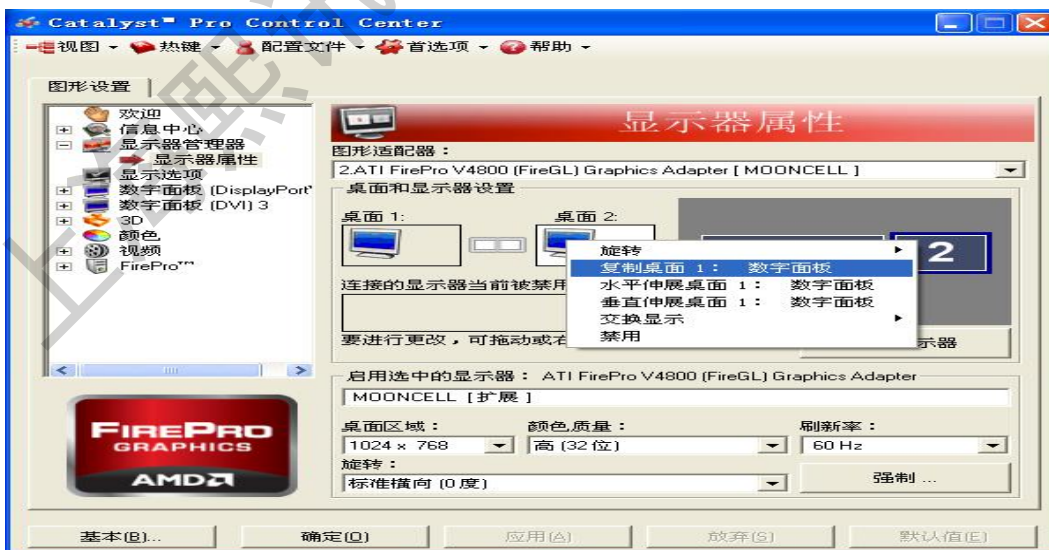 Catalyst™ Pro Control Center
视图 热键 配置文件 首选项 帮助
图形设置
欢迎
信息中心
显示器管理器
显示器属性
显示选项
数字面板 (DisplayPort
数字面板 (DVI) 3
3D
颜色
视频
FirePro™
FIREPRO
GRAPHICS
AMD
显示器属性
图形适配器：
2.ATI FirePro V4800 (FireGL) Graphics Adapter [ MOONCELL ]
桌面和显示器设置
桌面 1:
桌面 2:
2
旋转
复制桌面 1： 数字面板
水平伸展桌面 1： 数字面板
垂直伸展桌面 1： 数字面板
交换显示
禁用
连接的显示器当前被禁用
要进行更改，可拖动或右
示器
启用选中的显示器： ATI FirePro V4800 (FireGL) Graphics Adapter
MOONCELL [扩展 ]
桌面区域：
颜色质量：
刷新率：
1024 x 768
高 (32 位)
60 Hz
旋转：
标准横向 (0 度)
强制 ...
基本(B)...
确定(O)
应用(A)
放弃(S)
默认值(E)